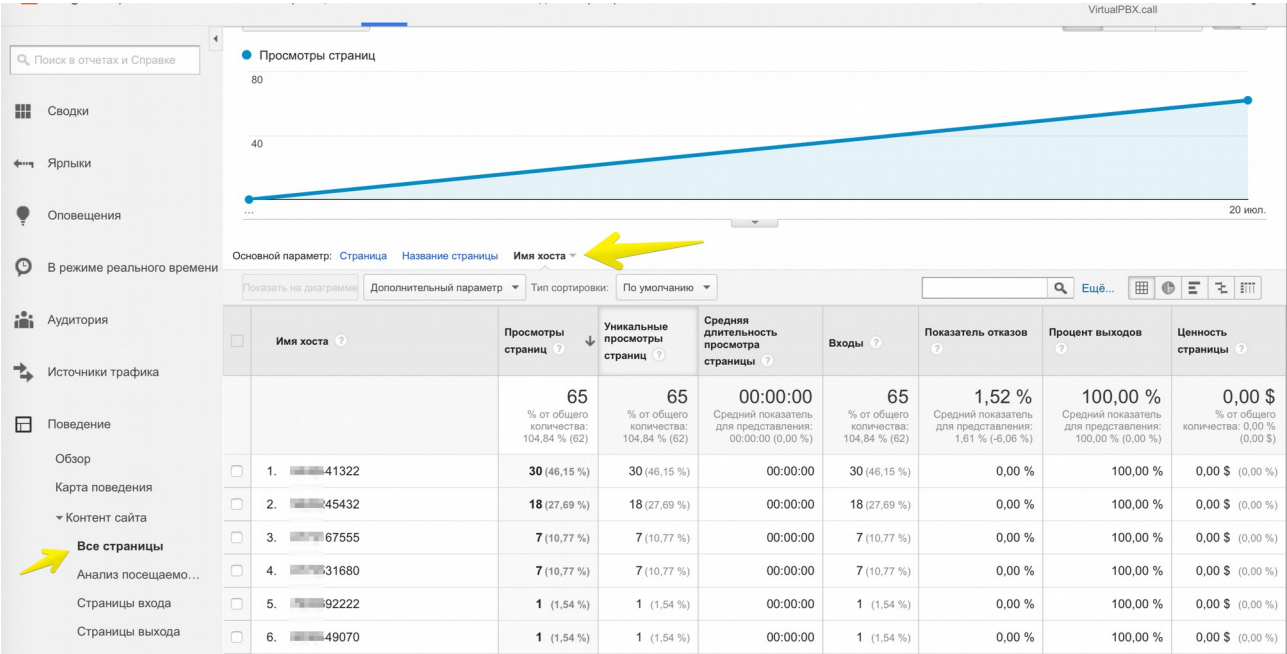 VirtualPBX.call
Поиск в отчетах и Справке
Сводки
Ярлыки
Оповещения
В режиме реального времени
Аудитория
Источники трафика
Поведение
Обзор
Карта поведения
Контент сайта
Все страницы
Анализ посещаемо...
Страницы входа
Страницы выхода
Просмотры страниц
80
40
...
20 июл.
Основной параметр: Страница Название страницы Имя хоста
Показать на диаграмме Дополнительный параметр Тип сортировки: По умолчанию Ещё...
Имя хоста ?
Просмотры
страниц ?
Уникальные
просмотры
страниц ?
Средняя
длительность
просмотра
страницы ?
Входы ?
Показатель отказов
?
Процент выходов
?
Ценность
страницы ?
65
% от общего
количества:
104,84 % (62)
65
% от общего
количества:
104,84 % (62)
00:00:00
Средний показатель
для представления:
00:00:00 (0,00 %)
65
% от общего
количества:
104,84 % (62)
1,52 %
Средний показатель
для представления:
1,61 % (-6,06 %)
100,00 %
Средний показатель
для представления:
100,00 % (0,00 %)
0,00 $
% от общего
количества: 0,00 %
(0,00 $)
1. 41322 30 (46,15 %) 30 (46,15 %) 00:00:00 30 (46,15 %) 0,00 % 100,00 % 0,00 $ (0,00 %)
2. 245432 18 (27,69 %) 18 (27,69 %) 00:00:00 18 (27,69 %) 0,00 % 100,00 % 0,00 $ (0,00 %)
3. 67555 7 (10,77 %) 7 (10,77 %) 00:00:00 7 (10,77 %) 0,00 % 100,00 % 0,00 $ (0,00 %)
4. 531680 7 (10,77 %) 7 (10,77 %) 00:00:00 7 (10,77 %) 0,00 % 100,00 % 0,00 $ (0,00 %)
5. 92222 1 (1,54 %) 1 (1,54 %) 00:00:00 1 (1,54 %) 0,00 % 100,00 % 0,00 $ (0,00 %)
6. 49070 1 (1,54 %) 1 (1,54 %) 00:00:00 1 (1,54 %) 0,00 % 100,00 % 0,00 $ (0,00 %)